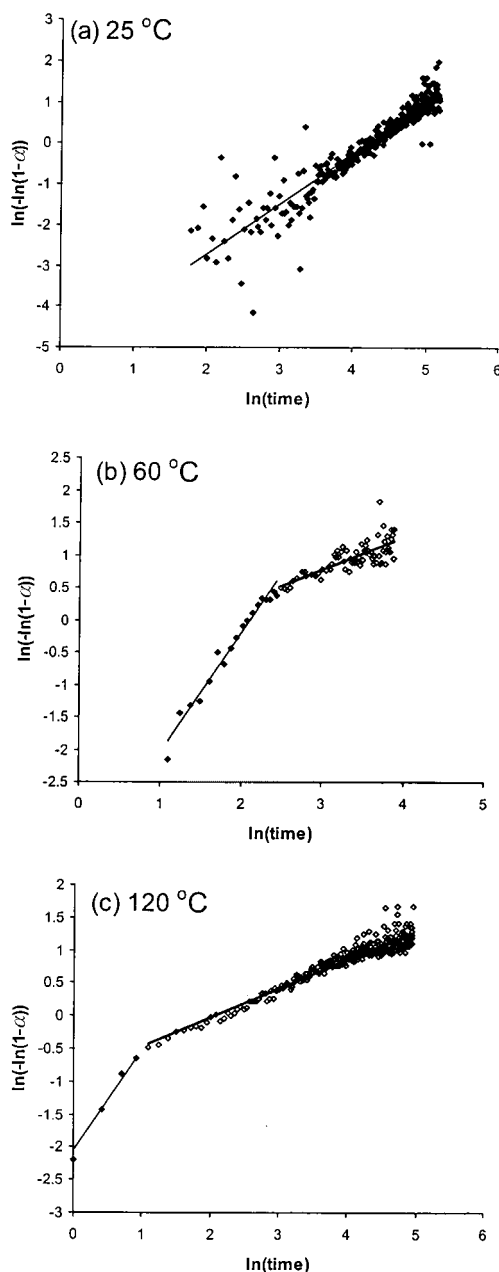 (a) 25 °C
3
2
1
0
-1
-2
-3
-4
-5
ln(-ln(1-α))
0 1 2 3 4 5 6
ln(time)
(b) 60 °C
2.5
2
1.5
1
0.5
0
-0.5
-1
-1.5
-2
-2.5
ln(-ln(1-α))
0 1 2 3 4 5
ln(time)
(c) 120 °C
2
1.5
1
0.5
0
-0.5
-1
-1.5
-2
-2.5
-3
ln(-ln(1-α))
0 1 2 3 4 5 6
ln(time)